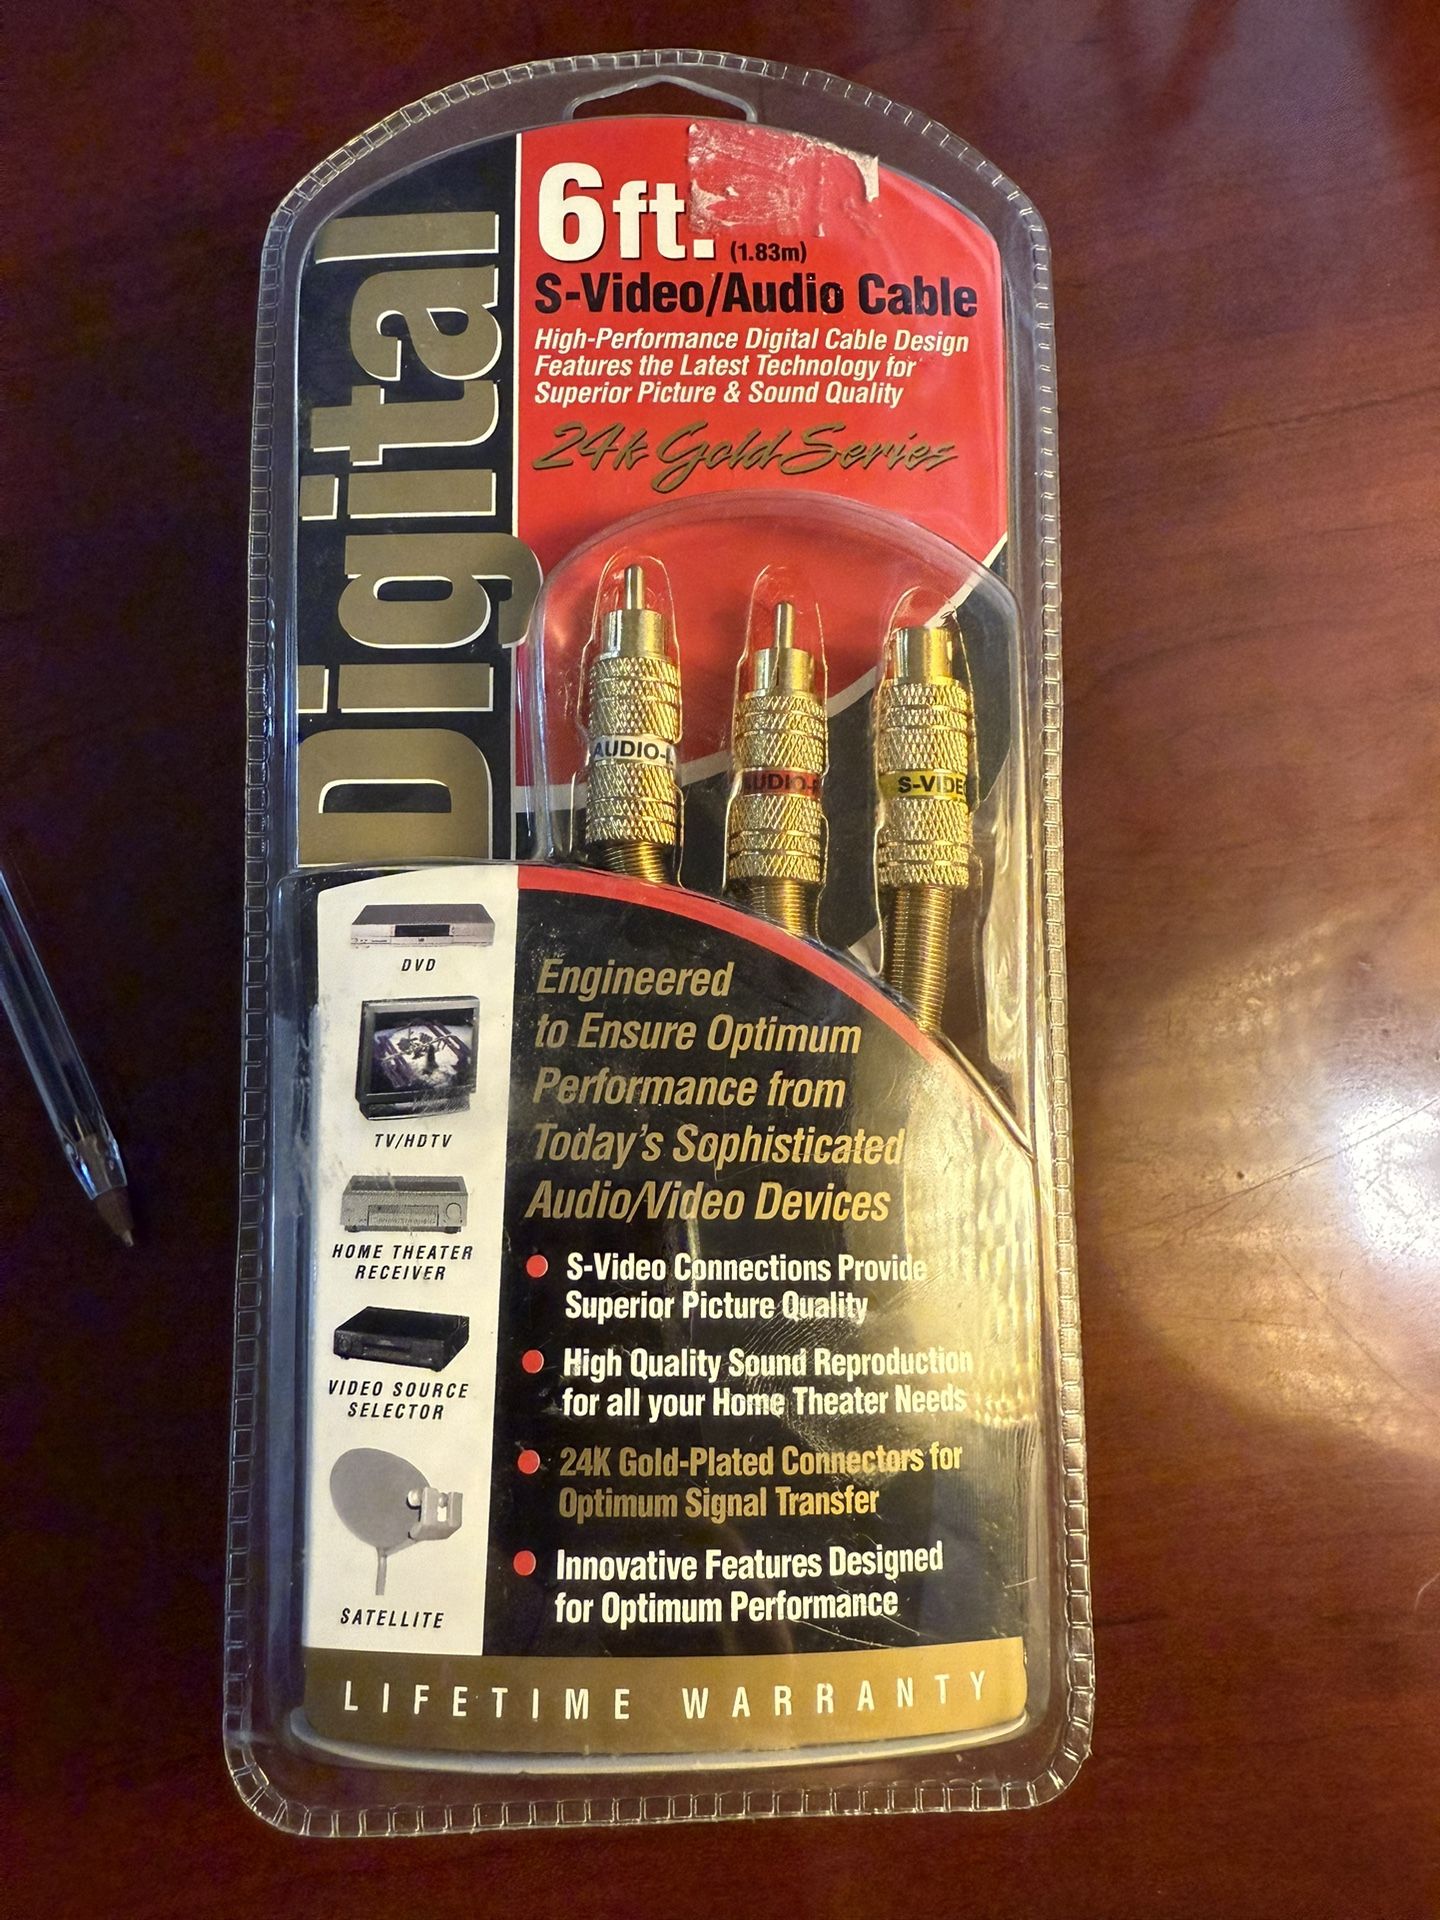 Digital
6ft. (1.83m)
S-Video/Audio Cable
High-Performance Digital Cable Design
Features the Latest Technology for
Superior Picture & Sound Quality
24k Gold Series
AUDIO-L
AUDIO-R
S-VIDEO
DVD
TV/HDTV
HOME THEATER
RECEIVER
VIDEO SOURCE
SELECTOR
SATELLITE
Engineered
to Ensure Optimum
Performance from
Today's Sophisticated
Audio/Video Devices
S-Video Connections Provide
Superior Picture Quality
High Quality Sound Reproduction
for all your Home Theater Needs
24K Gold-Plated Connectors for
Optimum Signal Transfer
Innovative Features Designed
for Optimum Performance
LIFETIME WARRANTY